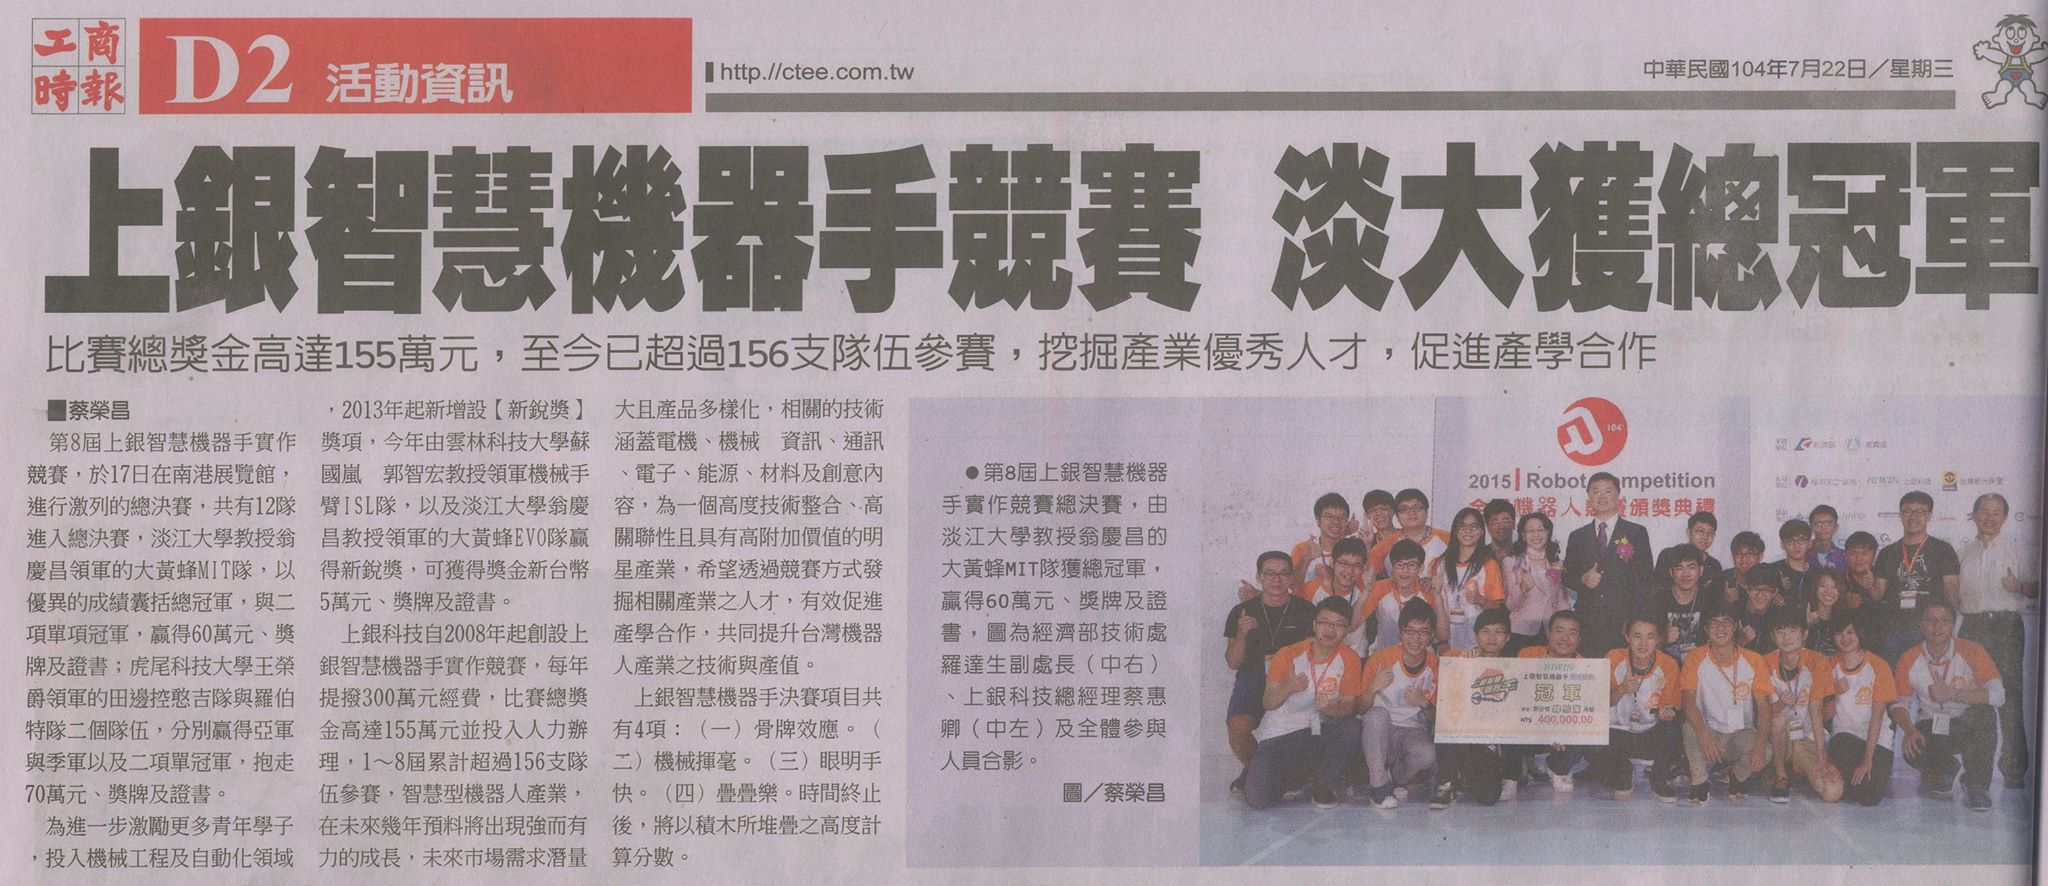 工商
時報
D2 活動資訊
http://ctee.com.tw
中華民國104年7月22日／星期三
上銀智慧機器手競賽 淡大獲總冠軍
比賽總獎金高達155萬元，至今已超過156支隊伍參賽，挖掘產業優秀人才，促進產學合作
■蔡榮昌
第8屆上銀智慧機器手實作
競賽，於17日在南港展覽館，
進行激列的總決賽，共有12隊
進入總決賽，淡江大學教授翁
慶昌領軍的大黃蜂MIT隊，以
優異的成績囊括總冠軍，與二
項單項冠軍，贏得60萬元、獎
牌及證書；虎尾科技大學王榮
爵領軍的田邊控憨吉隊與羅伯
特隊二個隊伍，分別贏得亞軍
與季軍以及二項單冠軍，抱走
70萬元、獎牌及證書。
為進一步激勵更多青年學子
，投入機械工程及自動化領域
，2013年起新增設【新銳獎】
獎項，今年由雲林科技大學蘇
國嵐　郭智宏教授領軍機械手
臂ISL隊，以及淡江大學翁慶
昌教授領軍的大黃蜂EVO隊贏
得新銳獎，可獲得獎金新台幣
5萬元、獎牌及證書。
上銀科技自2008年起創設上
銀智慧機器手實作競賽，每年
提撥300萬元經費，比賽總獎
金高達155萬元並投入人力辦
理，1～8屆累計超過156支隊
伍參賽，智慧型機器人產業，
在未來幾年預料將出現強而有
力的成長，未來市場需求潛量
大且產品多樣化，相關的技術
涵蓋電機、機械　資訊、通訊
、電子、能源、材料及創意內
容，為一個高度技術整合、高
關聯性且具有高附加價值的明
星產業，希望透過競賽方式發
掘相關產業之人才，有效促進
產學合作，共同提升台灣機器
人產業之技術與產值。
上銀智慧機器手決賽項目共
有4項：（一）骨牌效應。（
二）機械揮毫。（三）眼明手
快。（四）疊疊樂。時間終止
後，將以積木所堆疊之高度計
算分數。
●第8屆上銀智慧機器
手實作競賽總決賽，由
淡江大學教授翁慶昌的
大黃蜂MIT隊獲總冠軍，
贏得60萬元、獎牌及證
書，圖為經濟部技術處
羅達生副處長（中右）
、上銀科技總經理蔡惠
卿（中左）及全體參與
人員合影。
圖／蔡榮昌
104
2015 Robot Competition
機器人競賽頒獎典禮
HIWIN 上銀科技
HIWIN
上銀智慧機器手
冠軍
NT$ 400,000.00